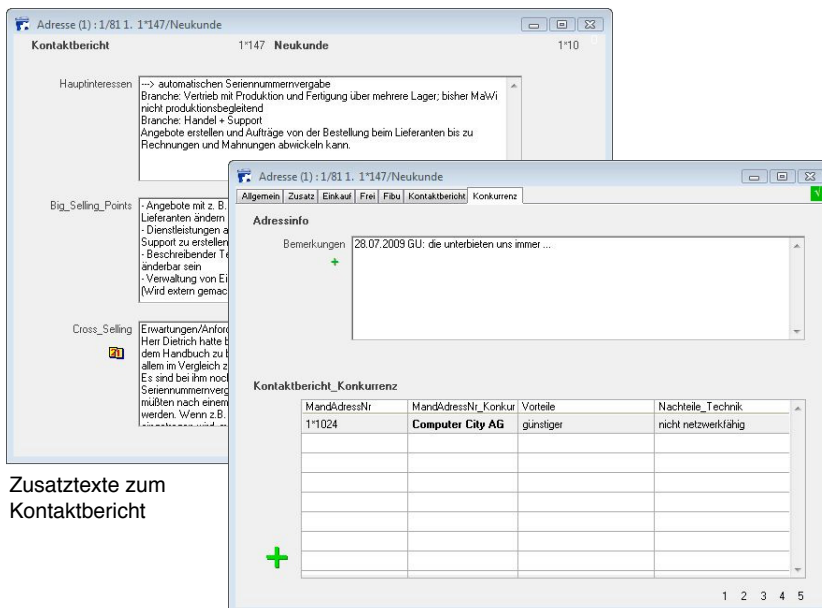 Adresse (1) : 1/81 1. 1*147/Neukunde
Kontaktbericht 1*147 Neukunde 1*10
Hauptinteressen
---> automatischen Seriennummernvergabe
Branche: Vertrieb mit Produktion und Fertigung über mehrere Lager; bisher MaWi
nicht produktionsbegleitend
Branche: Handel + Support
Angebote erstellen und Aufträge von der Bestellung beim Lieferanten bis zu
Rechnungen und Mahnungen abwickeln kann.
Big_Selling_Points
- Angebote mit z. B.
Lieferanten ändern
- Dienstleistungen a
Support zu erstellen
- Beschreibender Te
änderbar sein
- Verwaltung von Ei
(Wird extern gemac
Cross_Selling
Erwartungen/Anford
Herr Dietrich hatte b
dem Handbuch zu b
allem im Vergleich z
Es sind bei ihm noch
Seriennummernverg
müßten nach einem
werden. Wenn z.B.
Zusatztexte zum
Kontaktbericht
Adresse (1) : 1/81 1. 1*147/Neukunde
Allgemein Zusatz Einkauf Frei Fibu Kontaktbericht Konkurrenz
Adressinfo
Bemerkungen 28.07.2009 GU: die unterbieten uns immer ...
Kontaktbericht_Konkurrenz
MandAdressNr MandAdressNr_Konkur Vorteile Nachteile_Technik
1*1024 Computer City AG günstiger nicht netzwerkfähig
1 2 3 4 5